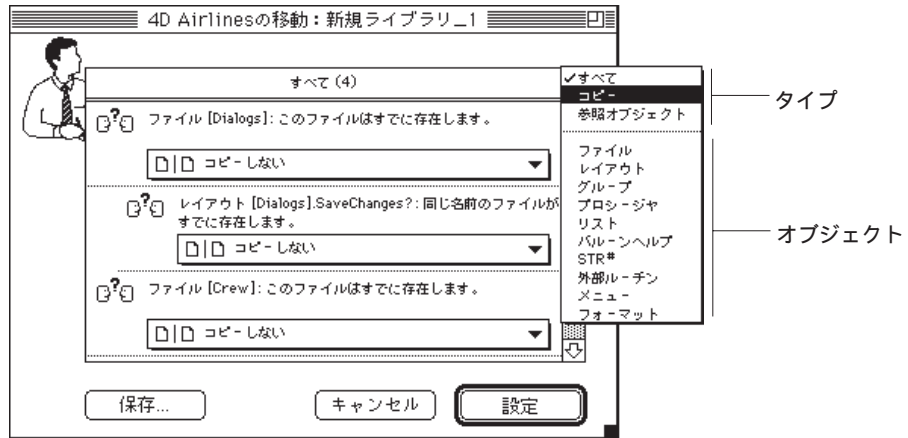 4D Airlinesの移動：新規ライブラリ_1
すべて (4)
ファイル [Dialogs]: このファイルはすでに存在します。
コピーしない
レイアウト [Dialogs].SaveChanges?: 同じ名前のファイルが
すでに存在します。
コピーしない
ファイル [Crew]: このファイルはすでに存在します。
コピーしない
保存...
キャンセル
設定
✓すべて
コピー
参照オブジェクト
ファイル
レイアウト
グループ
プロシージャ
リスト
バルーンヘルプ
STR#
外部ルーチン
メニュー
フォーマット
タイプ
オブジェクト